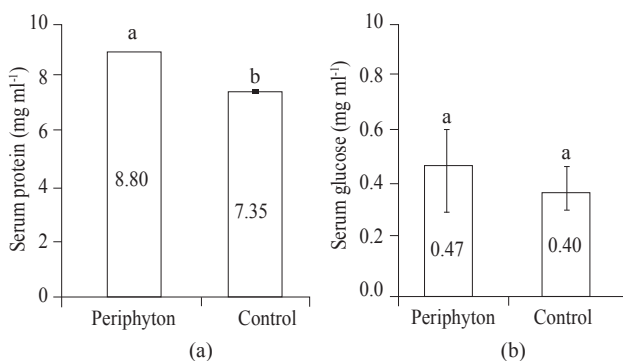 Serum protein (mg ml-1)
10
8
6
4
2
0
a
b
8.80
7.35
Periphyton Control
(a)
Serum glucose (mg ml-1)
10
0.8
0.6
0.4
0.2
0.0
a
a
0.47
0.40
Periphyton Control
(b)